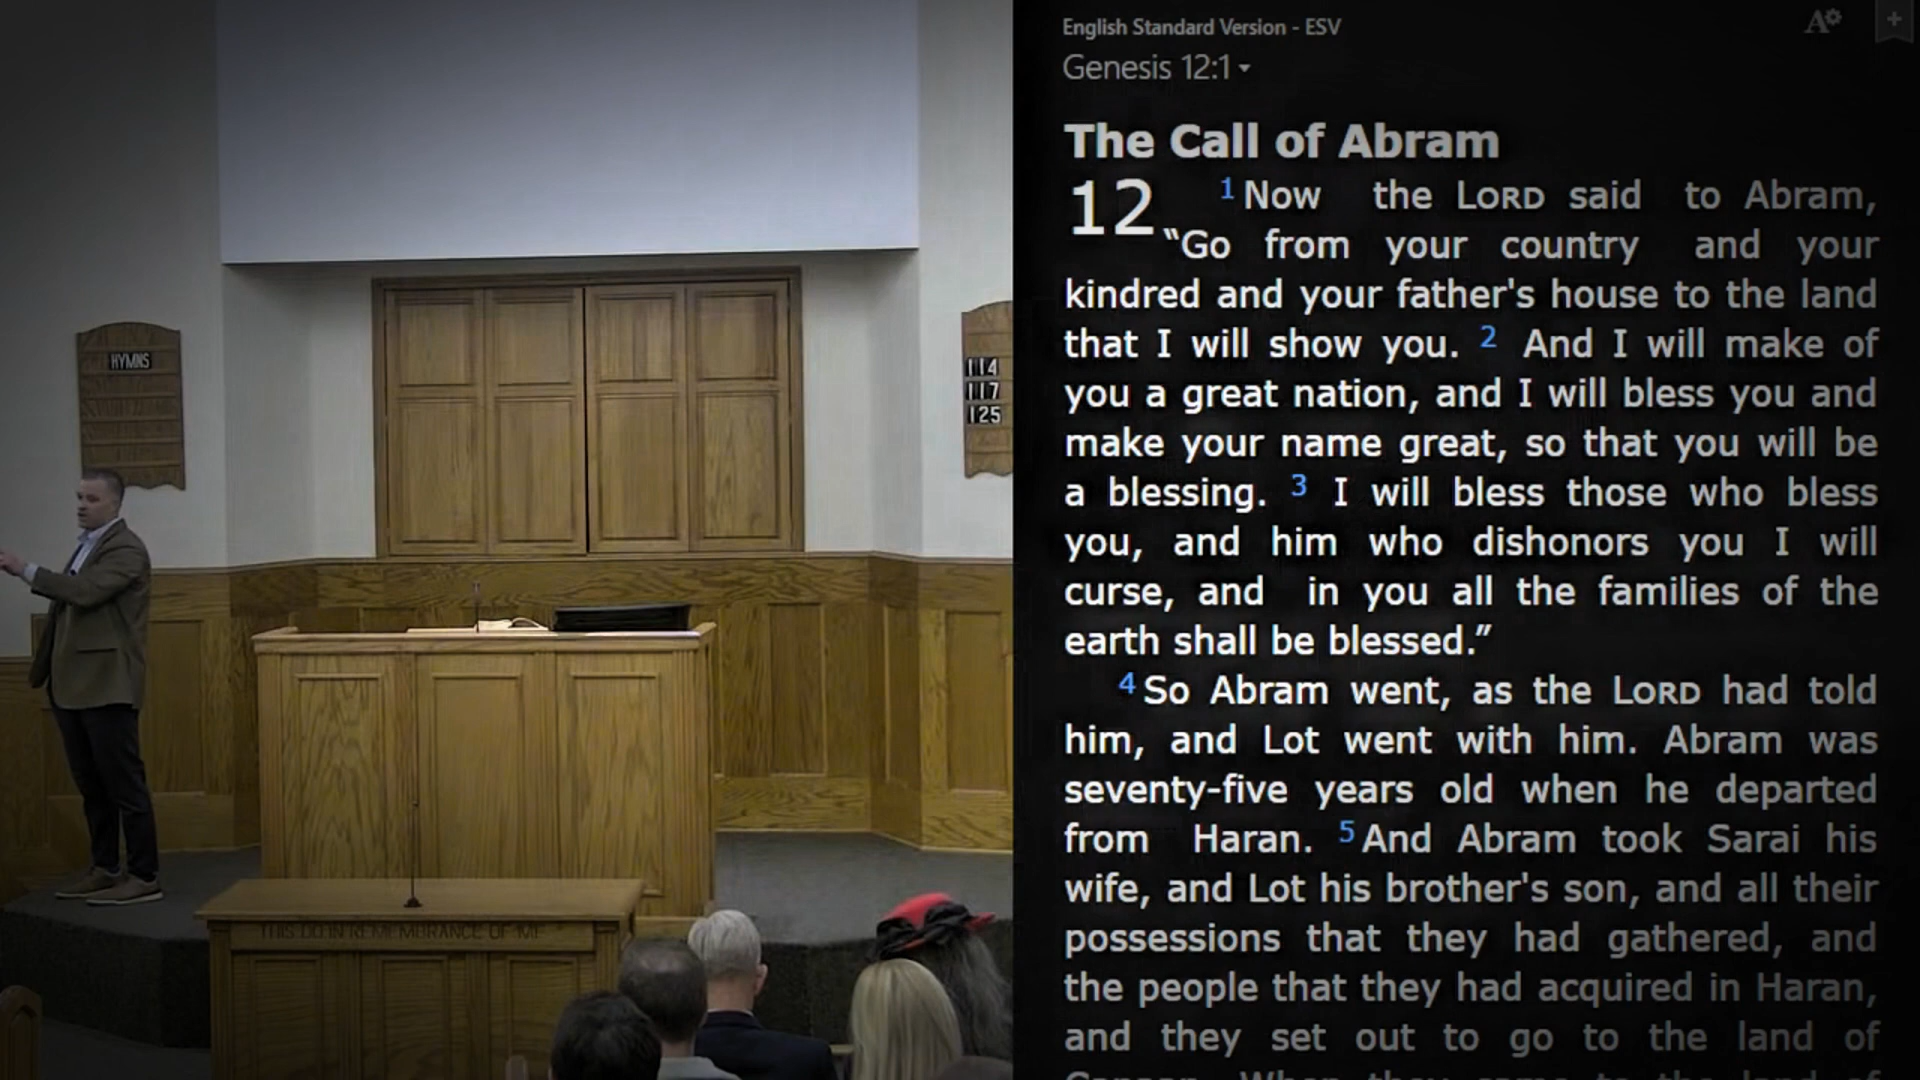 HYMNS
114
117
125
THIS DO IN REMEMBRANCE OF ME
English Standard Version - ESV
Genesis 12:1
The Call of Abram
12 1 Now the LORD said to Abram,
“Go from your country and your
kindred and your father's house to the land
that I will show you. 2 And I will make of
you a great nation, and I will bless you and
make your name great, so that you will be
a blessing. 3 I will bless those who bless
you, and him who dishonors you I will
curse, and in you all the families of the
earth shall be blessed.”
4 So Abram went, as the LORD had told
him, and Lot went with him. Abram was
seventy-five years old when he departed
from Haran. 5 And Abram took Sarai his
wife, and Lot his brother's son, and all their
possessions that they had gathered, and
the people that they had acquired in Haran,
and they set out to go to the land of